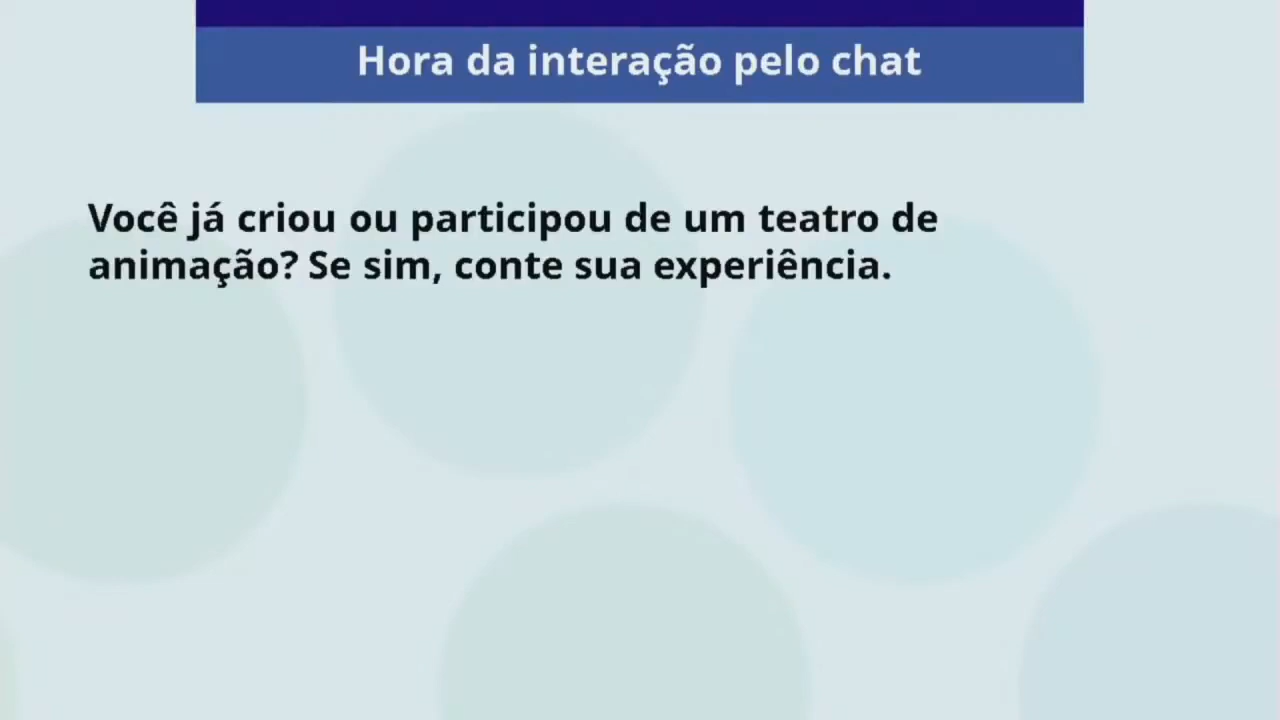 Hora da interação pelo chat
Você já criou ou participou de um teatro de
animação? Se sim, conte sua experiência.